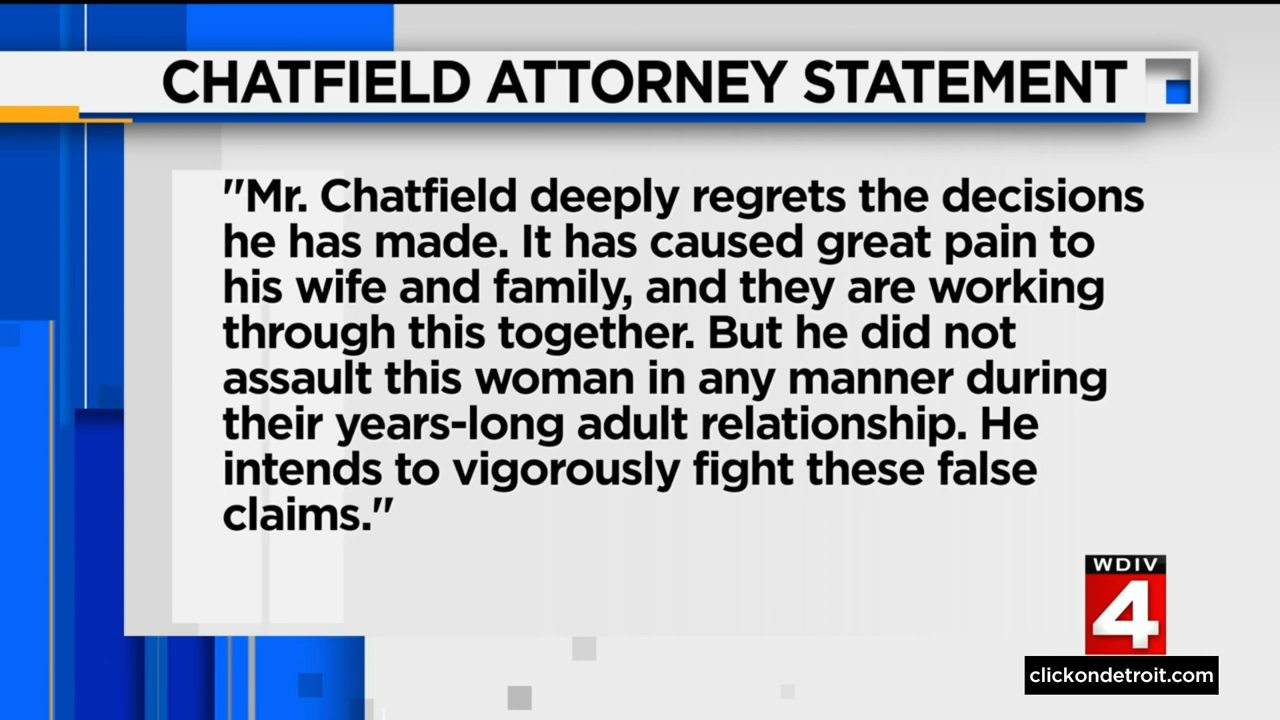 CHATFIELD ATTORNEY STATEMENT
"Mr. Chatfield deeply regrets the decisions
he has made. It has caused great pain to
his wife and family, and they are working
through this together. But he did not
assault this woman in any manner during
their years-long adult relationship. He
intends to vigorously fight these false
claims."
WDIV
4
clickondetroit.com